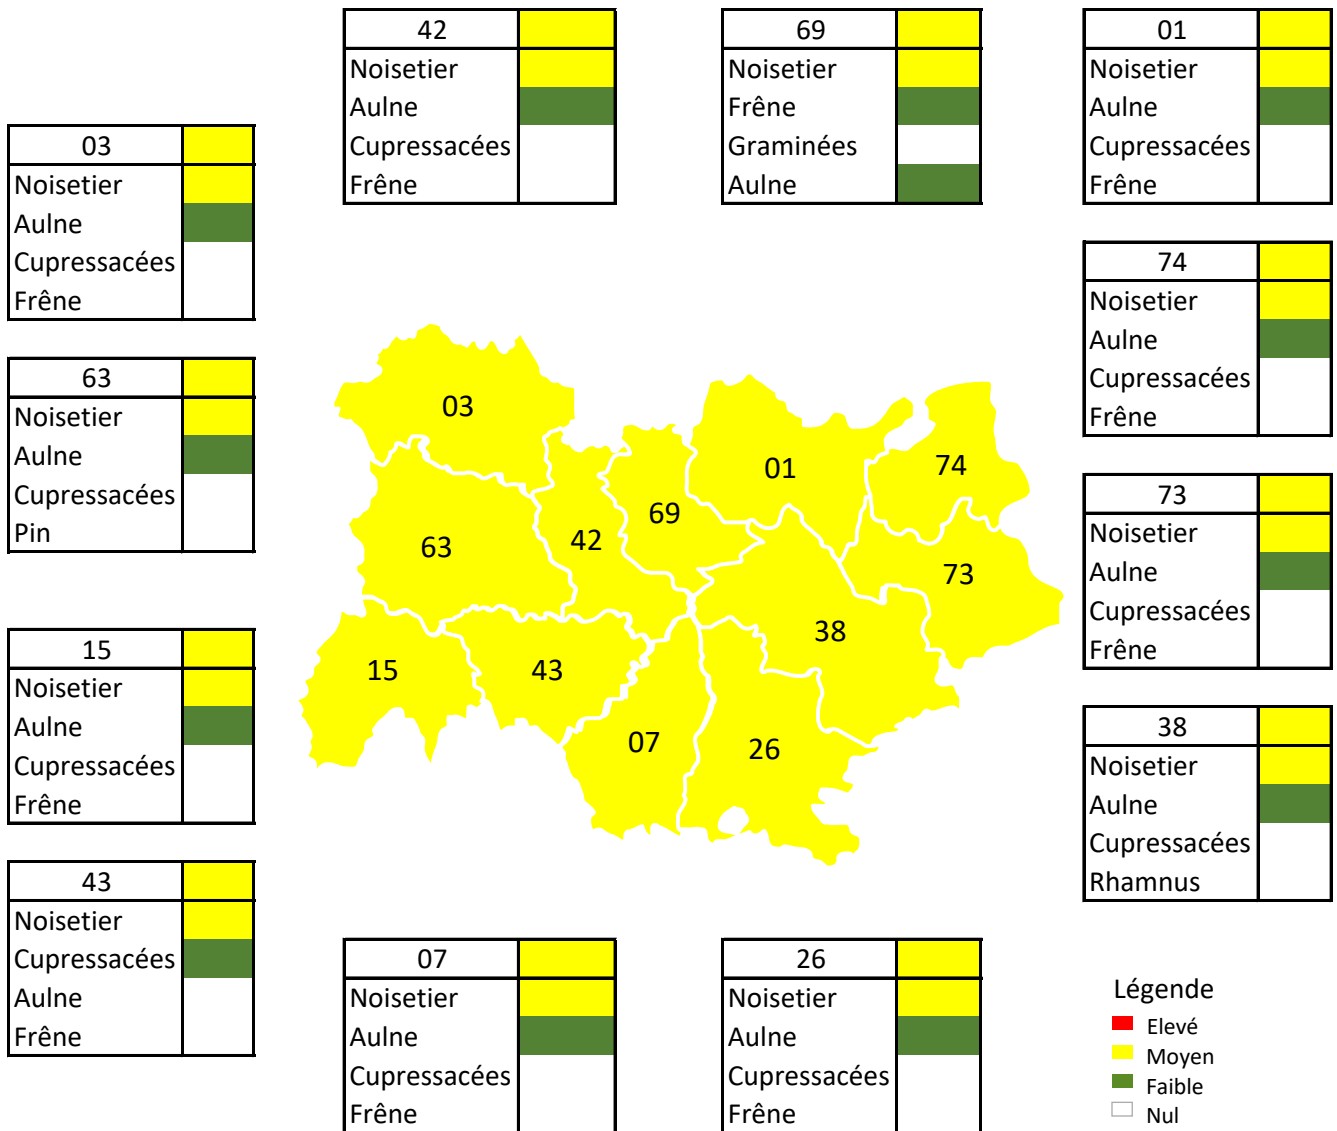 42
Noisetier
Aulne
Cupressacées
Frêne
69
Noisetier
Frêne
Graminées
Aulne
01
Noisetier
Aulne
Cupressacées
Frêne
03
Noisetier
Aulne
Cupressacées
Frêne
74
Noisetier
Aulne
Cupressacées
Frêne
63
Noisetier
Aulne
Cupressacées
Pin
03
01
74
69
42
63
73
38
15
43
07
26
73
Noisetier
Aulne
Cupressacées
Frêne
15
Noisetier
Aulne
Cupressacées
Frêne
38
Noisetier
Aulne
Cupressacées
Rhamnus
43
Noisetier
Cupressacées
Aulne
Frêne
07
Noisetier
Aulne
Cupressacées
Frêne
26
Noisetier
Aulne
Cupressacées
Frêne
Légende
Elevé
Moyen
Faible
Nul